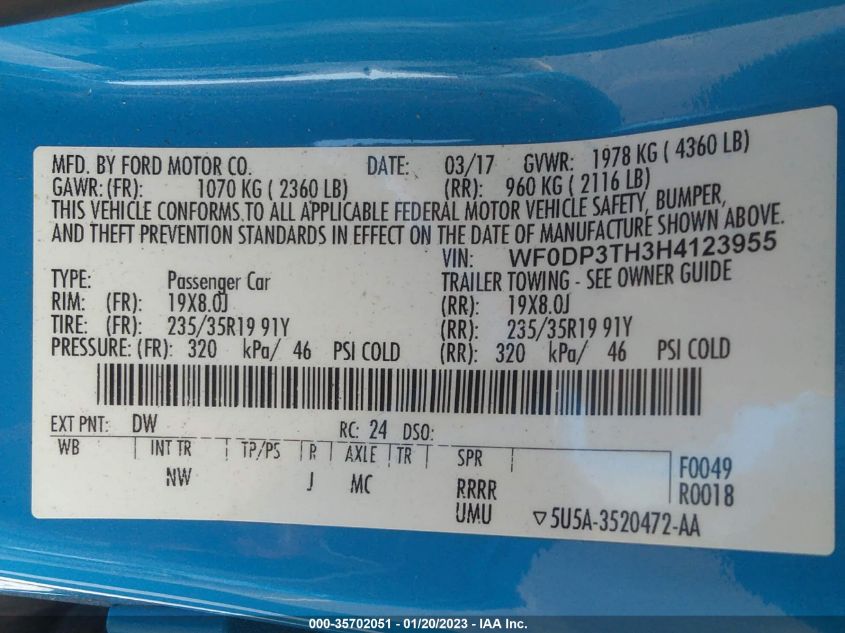 MFD. BY FORD MOTOR CO. DATE: 03/17 GVWR: 1978 KG ( 4360 LB)
GAWR: (FR): 1070 KG ( 2360 LB) (RR): 960 KG ( 2116 LB)
THIS VEHICLE CONFORMS TO ALL APPLICABLE FEDERAL MOTOR VEHICLE SAFETY, BUMPER,
AND THEFT PREVENTION STANDARDS IN EFFECT ON THE DATE OF MANUFACTURE SHOWN ABOVE.
VIN: WF0DP3TH3H4123955
TYPE: Passenger Car TRAILER TOWING - SEE OWNER GUIDE
RIM: (FR): 19X8.0J (RR): 19X8.0J
TIRE: (FR): 235/35R19 91Y (RR): 235/35R19 91Y
PRESSURE: (FR): 320 kPa/ 46 PSI COLD (RR): 320 kPa/ 46 PSI COLD
EXT PNT: DW RC: 24 DSO:
WB INT TR TP/PS R AXLE TR SPR F0049
NW J MC RRRR R0018
UMU ▽5U5A-3520472-AA
000-35702051 - 01/20/2023 - IAA Inc.